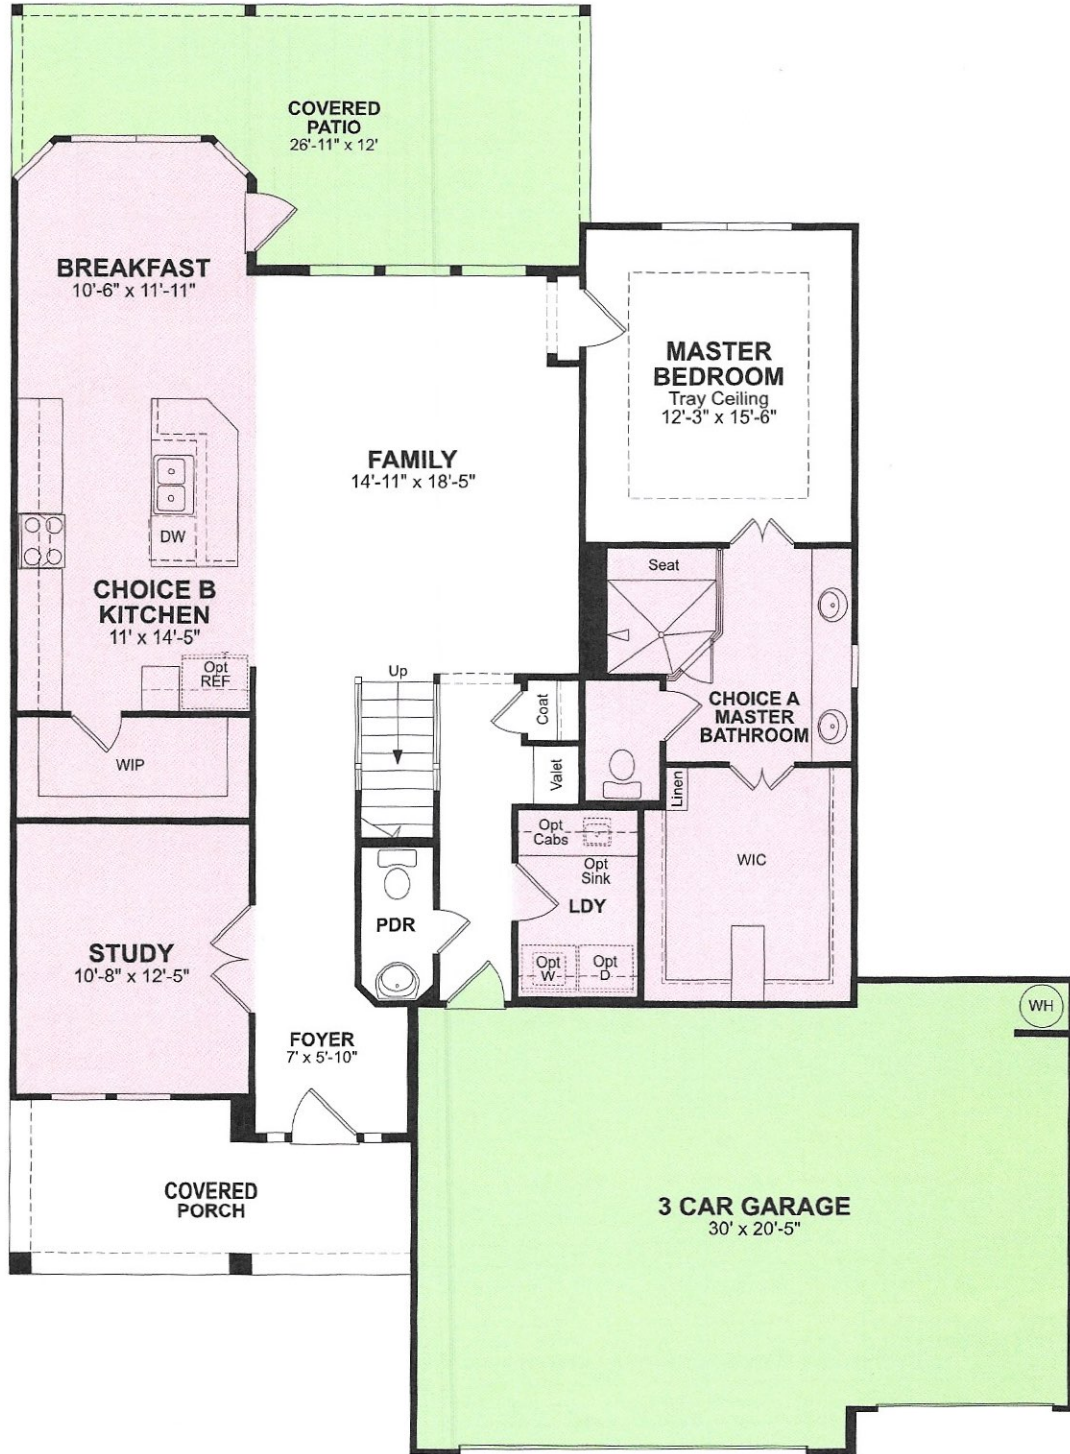 COVERED
PATIO
26'-11" x 12'
BREAKFAST
10'-6" x 11'-11"
MASTER
BEDROOM
Tray Ceiling
12'-3" x 15'-6"
FAMILY
14'-11" x 18'-5"
DW
CHOICE B
KITCHEN
11' x 14'-5"
Opt
REF
Seat
CHOICE A
MASTER
BATHROOM
Up
Coat
Valet
WIP
Linen
Opt
Cabs
Opt
Sink
LDY
WIC
PDR
Opt
W
Opt
D
STUDY
10'-8" x 12'-5"
FOYER
7' x 5'-10"
WH
COVERED
PORCH
3 CAR GARAGE
30' x 20'-5"